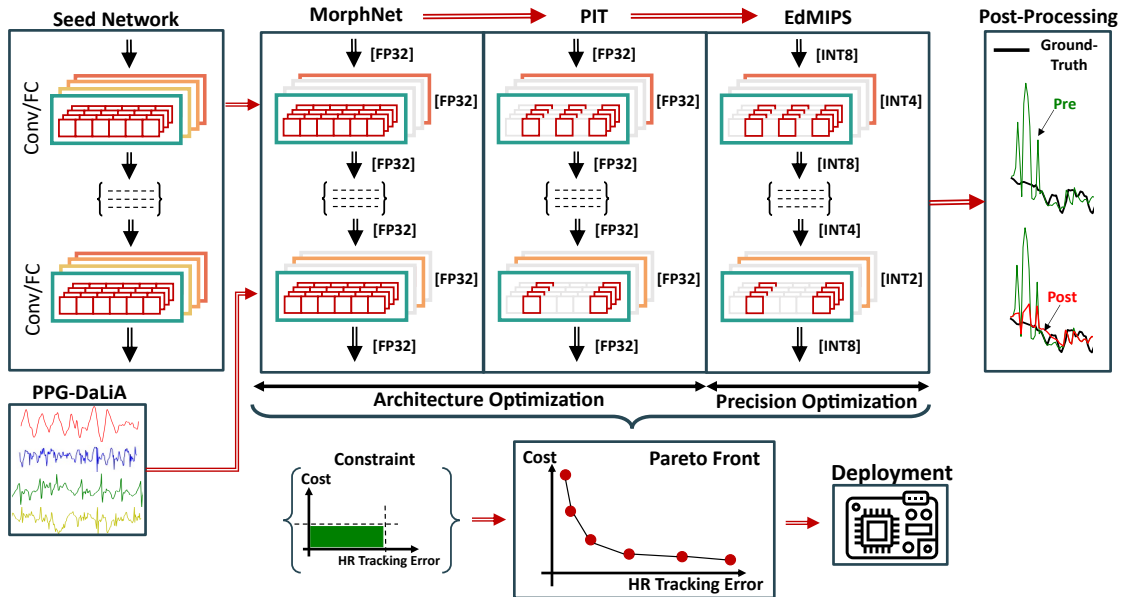 Seed Network
MorphNet
PIT
EdMIPS
Post-Processing
Conv/FC
Conv/FC
[FP32]
[FP32]
[FP32]
[FP32]
[FP32]
[FP32]
[FP32]
[FP32]
[FP32]
[FP32]
[FP32]
[FP32]
[INT8]
[INT4]
[INT8]
[INT4]
[INT2]
[INT8]
Ground-
Truth
Pre
Post
Architecture Optimization
Precision Optimization
PPG-DaLiA
Constraint
Cost
HR Tracking Error
Cost
Pareto Front
HR Tracking Error
Deployment